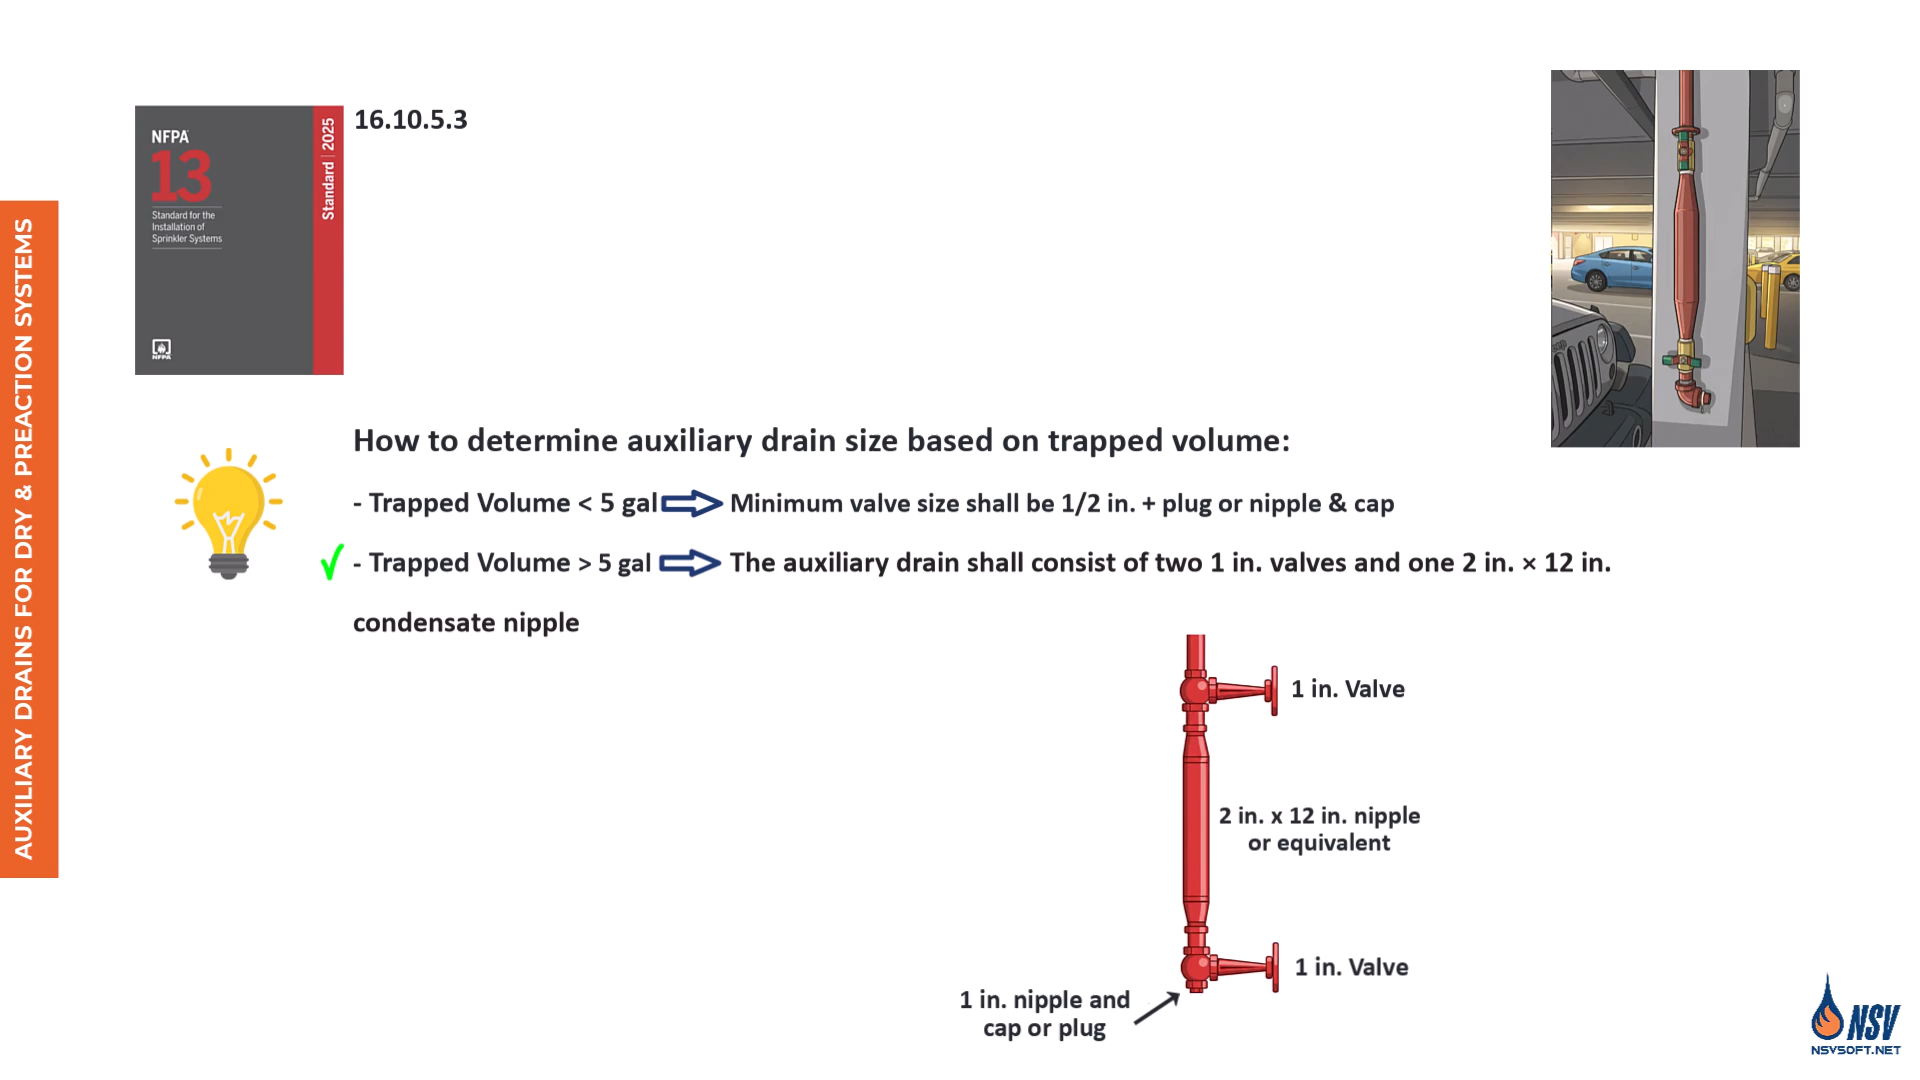 AUXILIARY DRAINS FOR DRY & PREACTION SYSTEMS
NFPA
13
Standard for the
Installation of
Sprinkler Systems
Standard | 2025
NFPA
16.10.5.3
How to determine auxiliary drain size based on trapped volume:
- Trapped Volume < 5 gal Minimum valve size shall be 1/2 in. + plug or nipple & cap
- Trapped Volume > 5 gal The auxiliary drain shall consist of two 1 in. valves and one 2 in. × 12 in.
condensate nipple
1 in. Valve
2 in. x 12 in. nipple
or equivalent
1 in. Valve
1 in. nipple and
cap or plug
NSV
NSVSOFT.NET